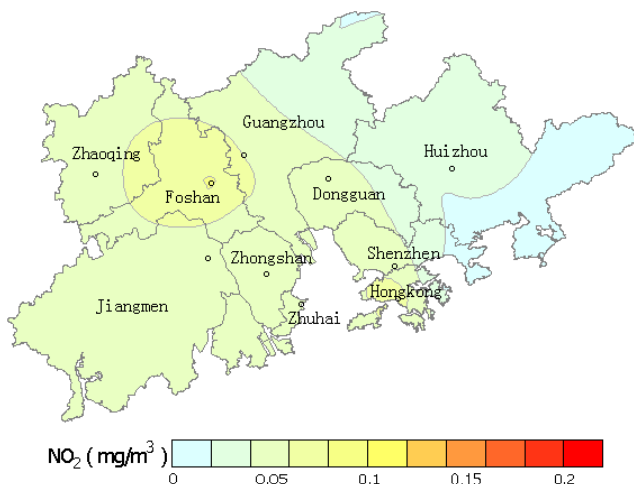 Guangzhou
Zhaoqing
Huizhou
Foshan
Dongguan
Zhongshan
Shenzhen
Hongkong
Jiangmen
Zhuhai
NO₂ (mg/m³)
0 0.05 0.1 0.15 0.2